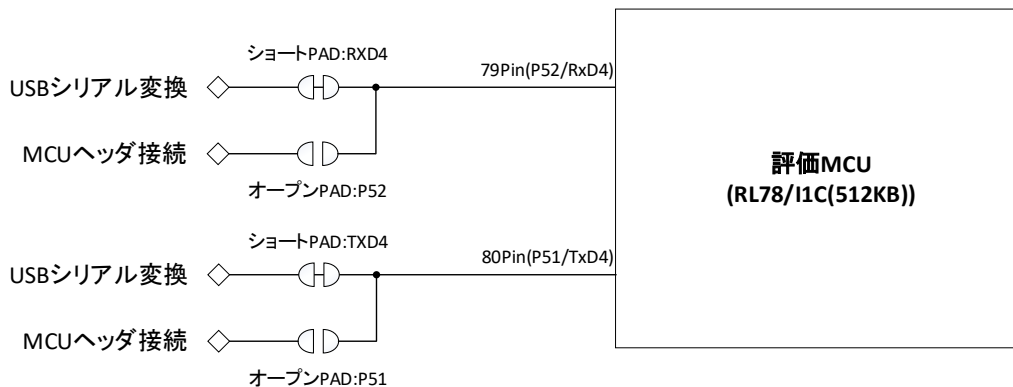 ショートPAD:RXD4
USBシリアル変換
79Pin(P52/RxD4)
MCUヘッダ接続
オープンPAD:P52
評価MCU
(RL78/I1C(512KB))
ショートPAD:TXD4
USBシリアル変換
80Pin(P51/TxD4)
MCUヘッダ接続
オープンPAD:P51